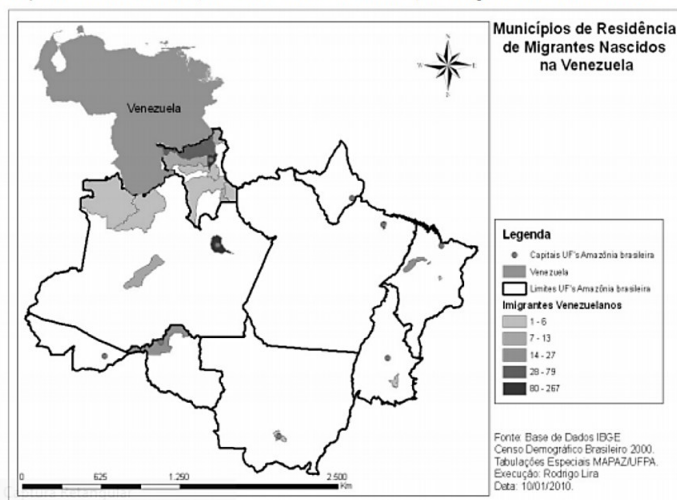 Municípios de Residência
de Migrantes Nascidos
na Venezuela
Venezuela
Legenda
Capitais UF's Amazônia brasileira
Venezuela
Limites UF's Amazônia brasileira
Imigrantes Venezuelanos
1 - 6
7 - 13
14 - 27
28 - 79
80 - 267
Fonte: Base de Dados IBGE
Censo Demográfico Brasileiro 2000.
Tabulações Especiais MAPAZ/UFPA.
Execução: Rodrigo Lira
Data: 10/01/2010.
0 625 1.250 2.500
Km